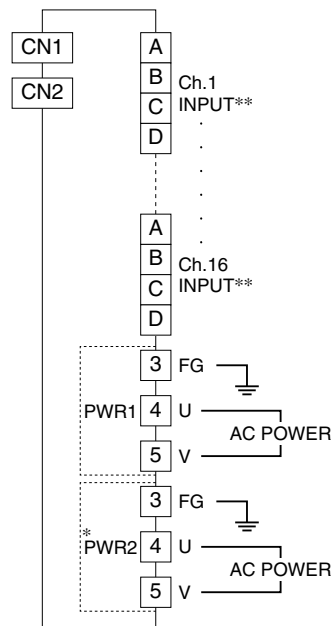 CN1
CN2
A
B
C
D
Ch.1
INPUT**
A
B
C
D
Ch.16
INPUT**
PWR1
3 FG
4 U
5 V
AC POWER
*
PWR2
3 FG
4 U
5 V
AC POWER